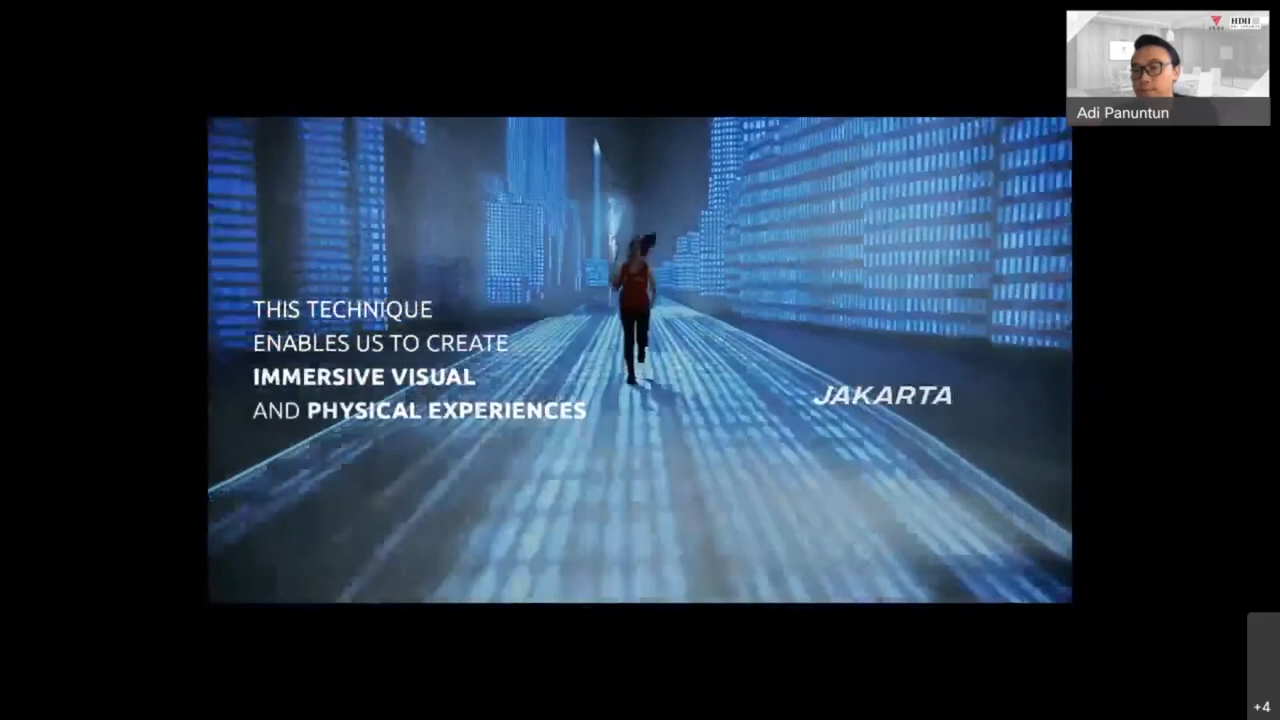 Adi Panuntun
THIS TECHNIQUE
ENABLES US TO CREATE
IMMERSIVE VISUAL
AND PHYSICAL EXPERIENCES
JAKARTA
+4